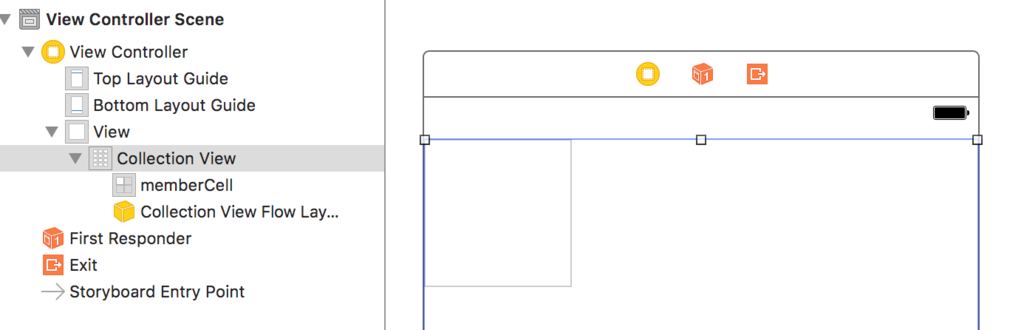 View Controller Scene
View Controller
Top Layout Guide
Bottom Layout Guide
View
Collection View
memberCell
Collection View Flow Lay...
First Responder
Exit
Storyboard Entry Point